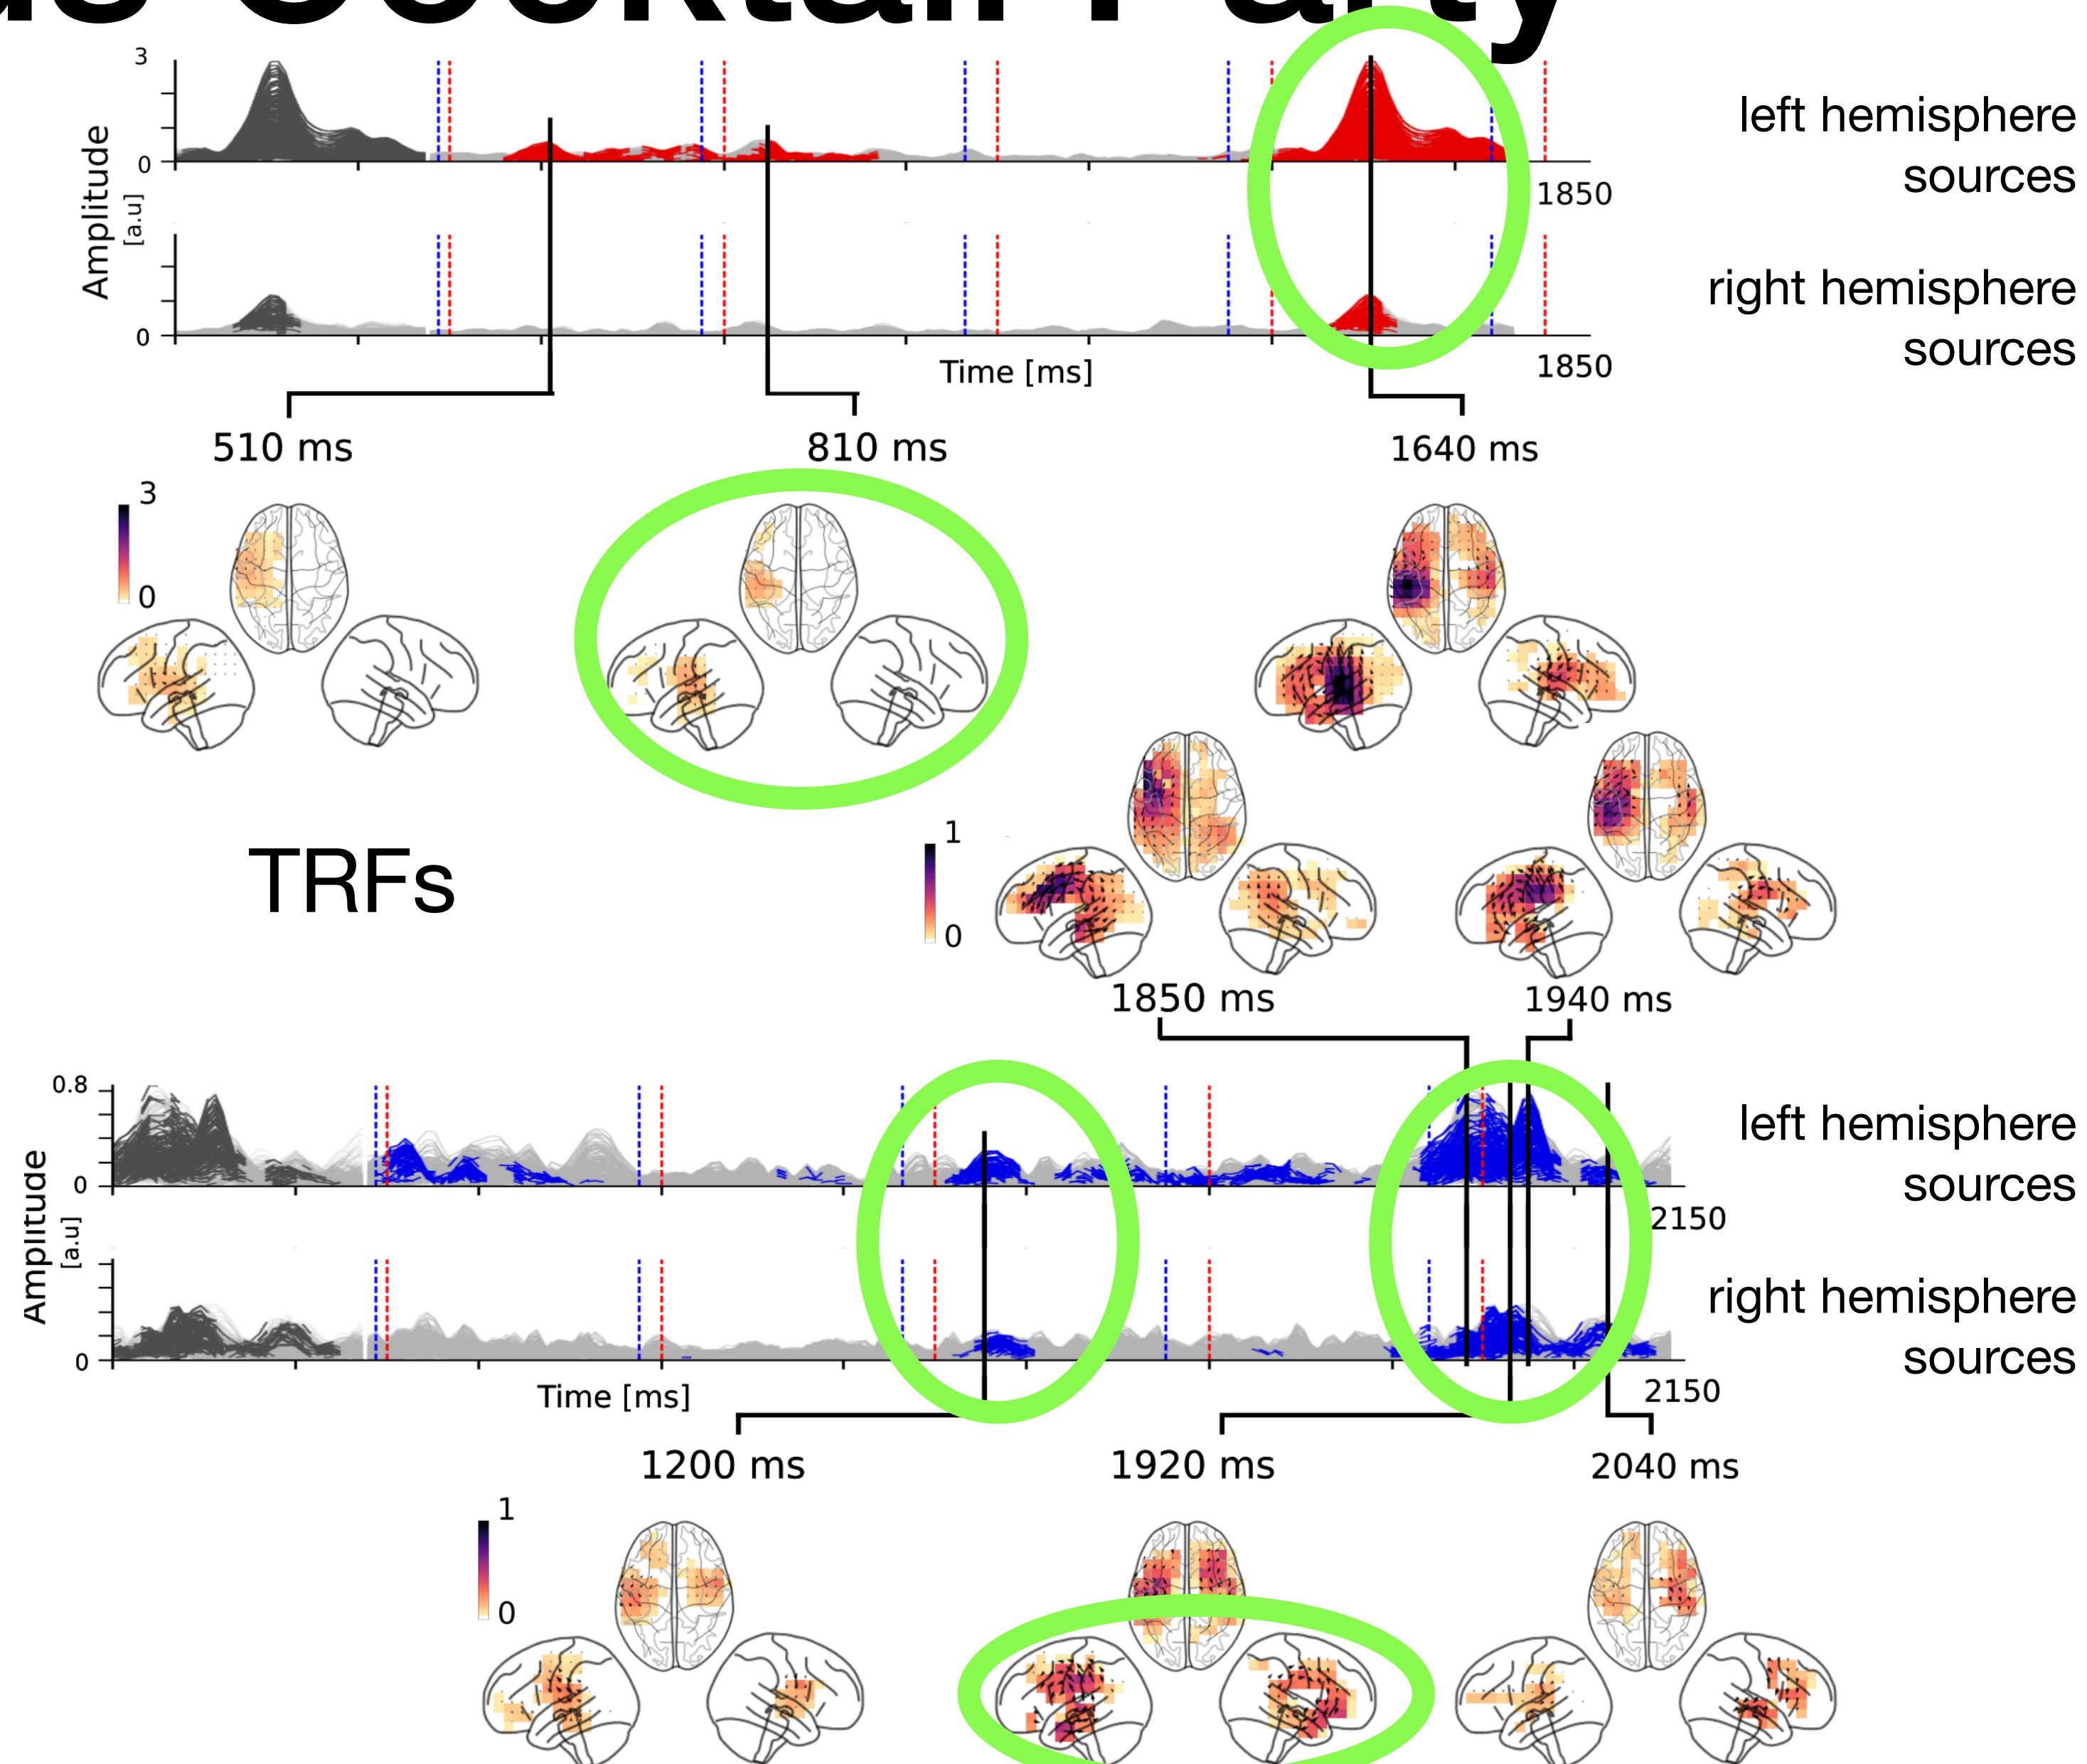 Cocktail Party
3
0
Amplitude
[a.u]
left hemisphere
sources
1850
0
right hemisphere
sources
Time [ms]
1850
510 ms
810 ms
1640 ms
3
0
TRFs
1
0
1850 ms
1940 ms
0.8
0
Amplitude
[a.u]
left hemisphere
sources
2150
0
right hemisphere
sources
Time [ms]
2150
1200 ms
1920 ms
2040 ms
1
0